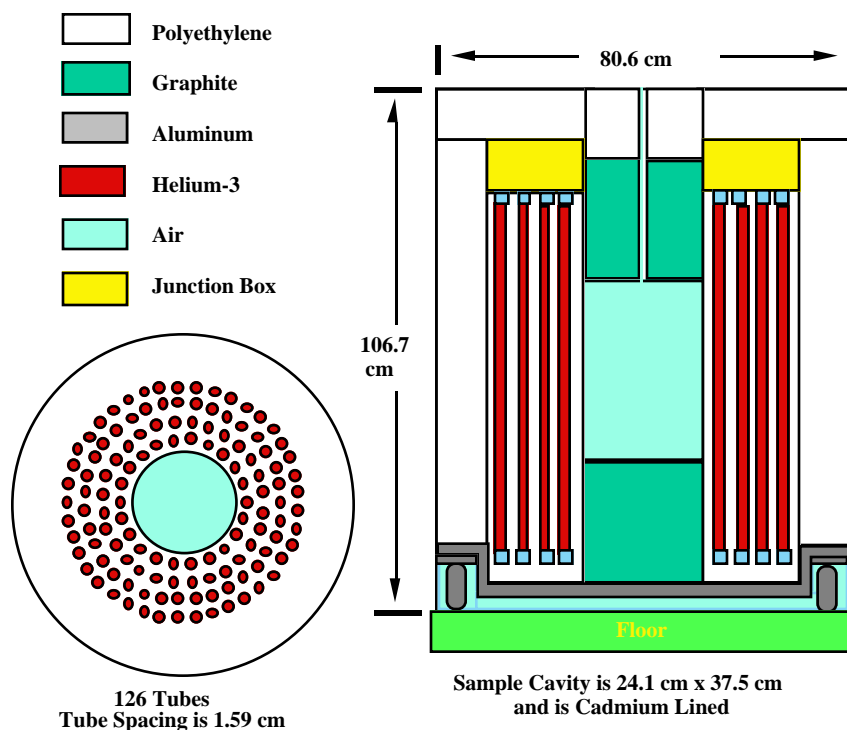 Polyethylene
Graphite
Aluminum
Helium-3
Air
Junction Box
80.6 cm
106.7
cm
Floor
126 Tubes
Tube Spacing is 1.59 cm
Sample Cavity is 24.1 cm x 37.5 cm
and is Cadmium Lined